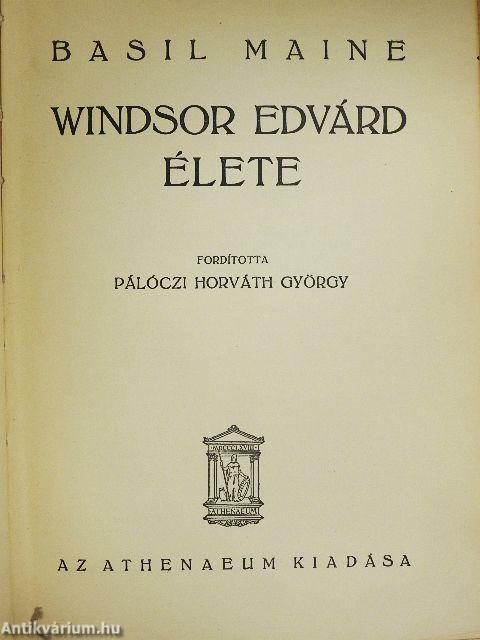 BASIL MAINE
WINDSOR EDVÁRD
ÉLETE
FORDÍTOTTA
PÁLÓCZI HORVÁTH GYÖRGY
ATHENAEUM
AZ ATHENAEUM KIADÁSA
Antikvárium.hu